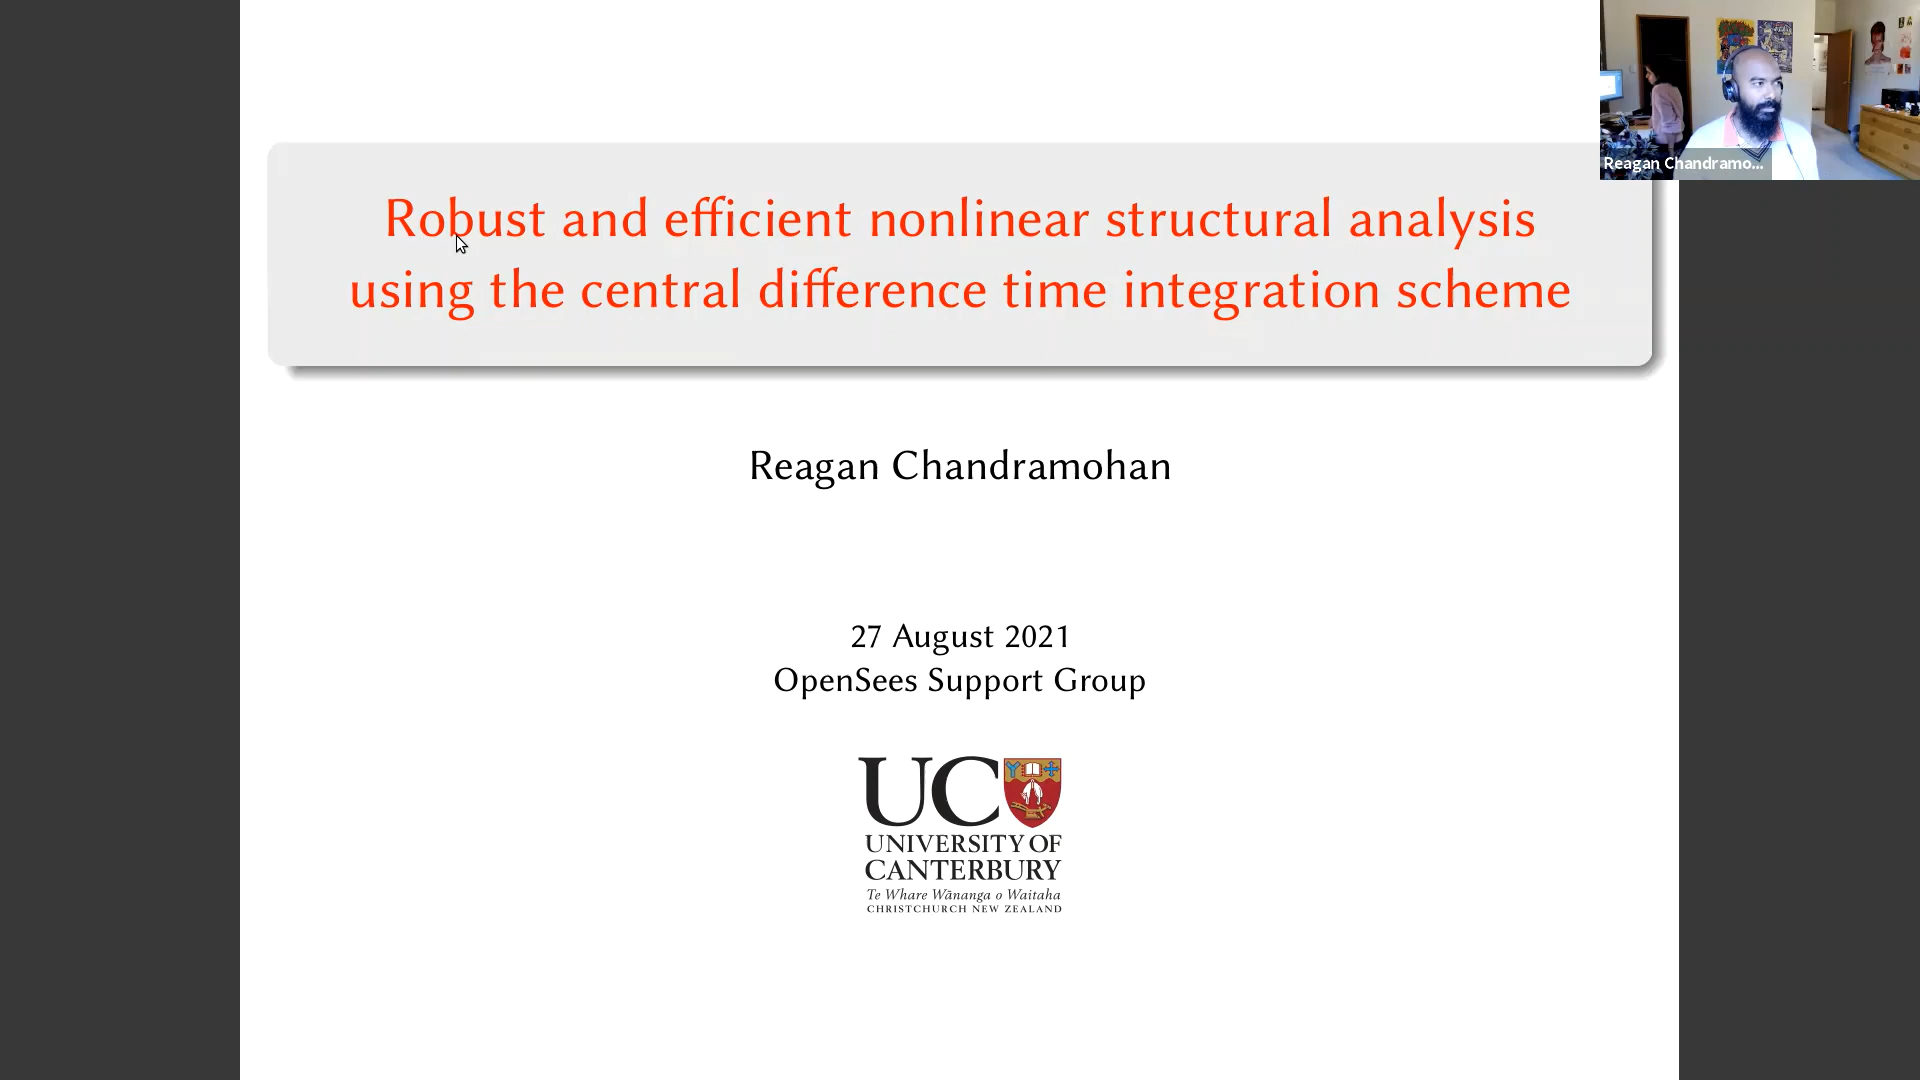 Robust and efficient nonlinear structural analysis
using the central difference time integration scheme
Reagan Chandramo...
Reagan Chandramohan
27 August 2021
OpenSees Support Group
UC
UNIVERSITY OF
CANTERBURY
Te Whare Wānanga o Waitaha
CHRISTCHURCH NEW ZEALAND